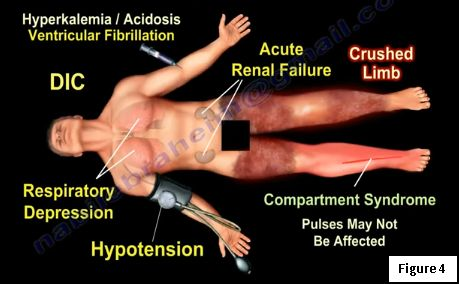 Hyperkalemia / Acidosis
Ventricular Fibrillation
DIC
Acute
Renal Failure
Crushed
Limb
Respiratory
Depression
Hypotension
Compartment Syndrome
Pulses May Not
Be Affected
Figure 4